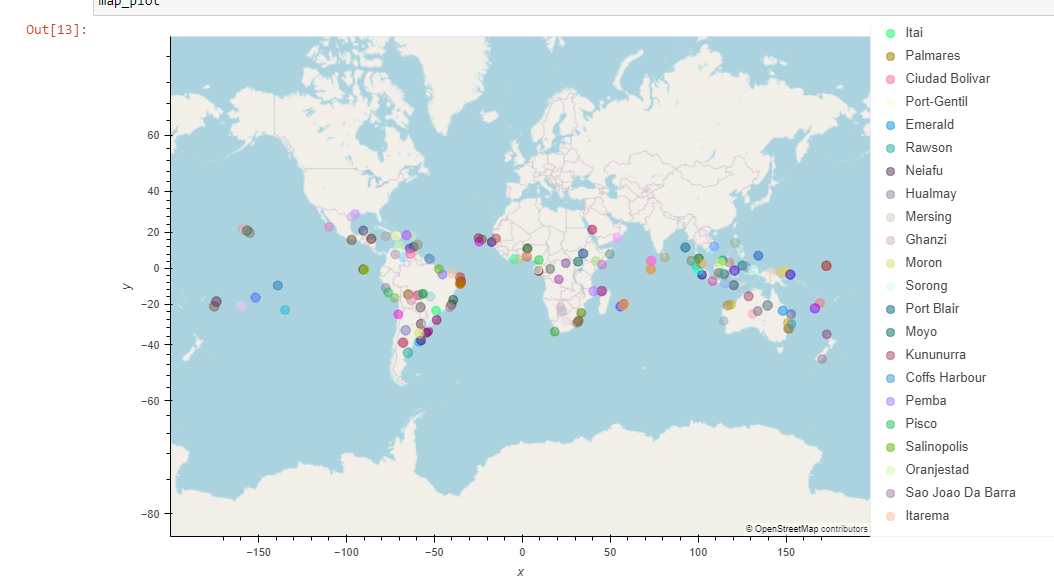 map_plot
Out[13]:
Itai
Palmares
Ciudad Bolivar
Port-Gentil
Emerald
Rawson
Neiafu
Hualmay
Mersing
Ghanzi
Moron
Sorong
Port Blair
Moyo
Kununurra
Coffs Harbour
Pemba
Pisco
Salinopolis
Oranjestad
Sao Joao Da Barra
Itarema
60
40
20
0
−20
−40
−60
−80
y
© OpenStreetMap contributors
−150
−100
−50
0
50
100
150
x